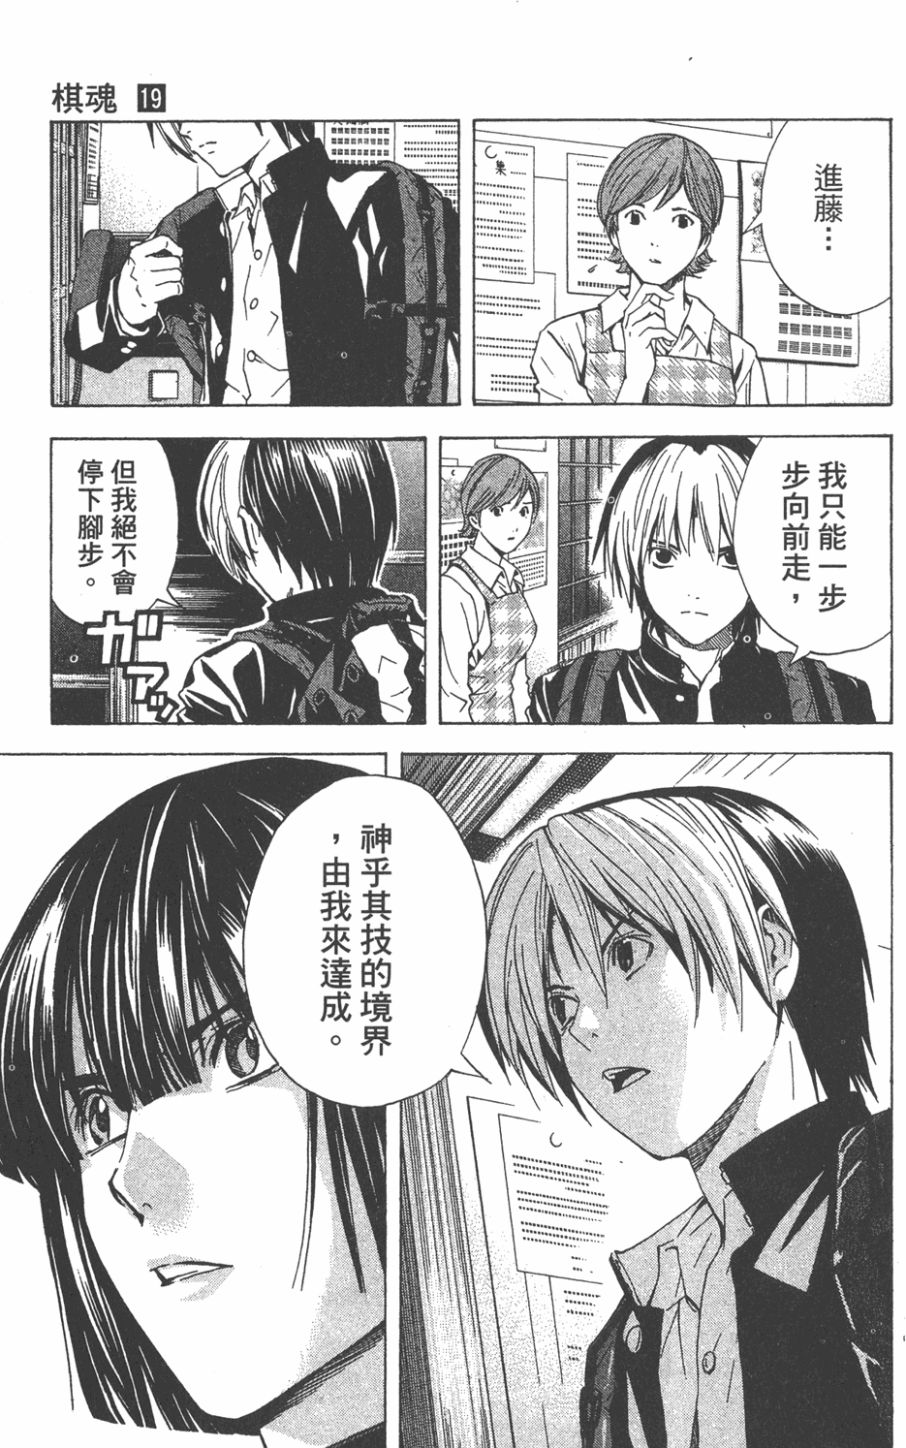 棋魂 19
集
進藤…
我只能一步
步向前走，
但我絕不會
停下腳步。
ガアッ
神乎其技的境界
，由我來達成。